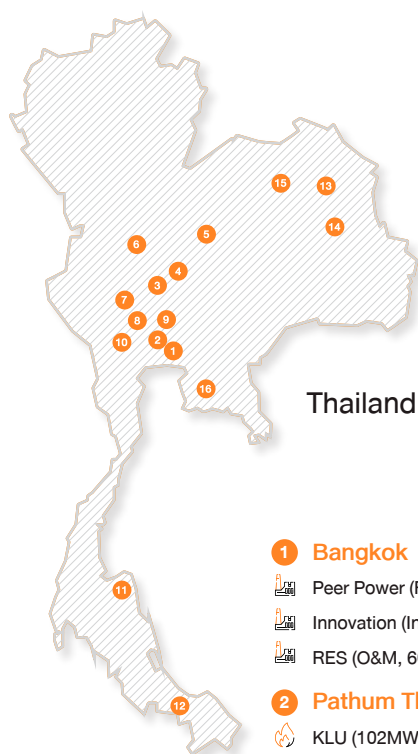 15 13
14
5
6
4
3
7
8 9
10 2
1
16
Thailand
1 Bangkok
Peer Power (
11
Innovation (In
RES (O&M, 6
2 Pathum T
12
KLU (102MW